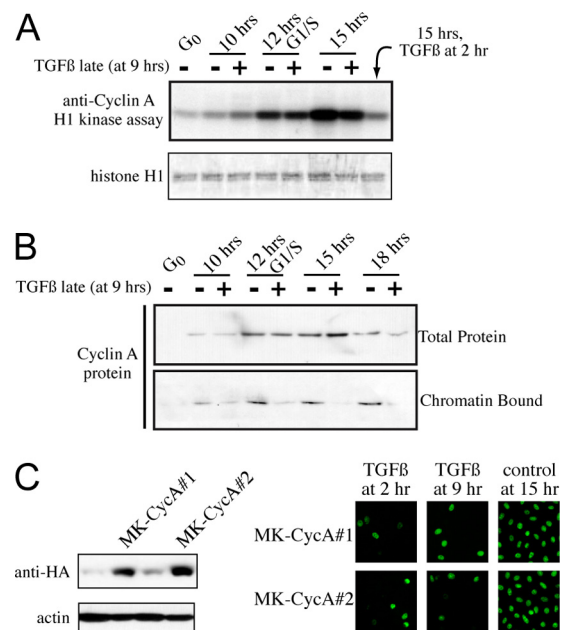 A
G0 10 hrs 12 hrs G1/S 15 hrs
15 hrs,
TGFß at 2 hr
TGFß late (at 9 hrs) - - + - + - +
anti-Cyclin A
H1 kinase assay
histone H1
B
G0 10 hrs 12 hrs G1/S 15 hrs 18 hrs
TGFß late (at 9 hrs) - - + - + - + - +
Cyclin A
protein
Total Protein
Chromatin Bound
C
MK-CycA#1
MK-CycA#2
anti-HA
actin
TGFß
at 2 hr
TGFß
at 9 hr
control
at 15 hr
MK-CycA#1
MK-CycA#2